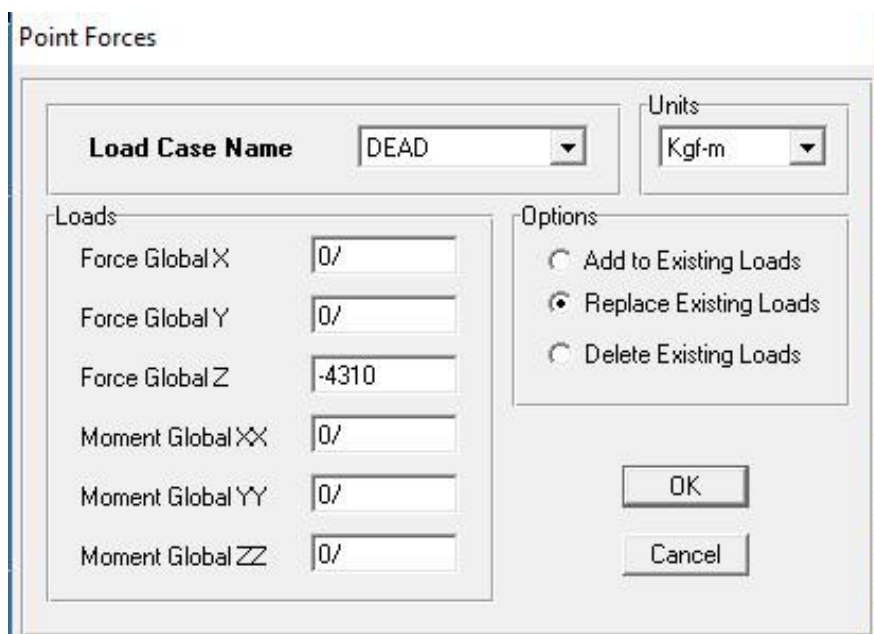 Point Forces
Load Case Name
DEAD
Units
Kgf-m
Loads
Force Global X
0/
Force Global Y
0/
Force Global Z
-4310
Moment Global XX
0/
Moment Global YY
0/
Moment Global ZZ
0/
Options
Add to Existing Loads
Replace Existing Loads
Delete Existing Loads
OK
Cancel